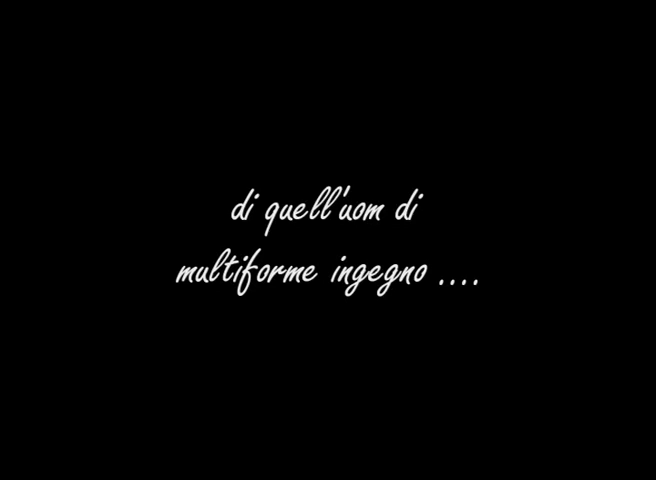 di quell'uom di
multiforme ingegno ....